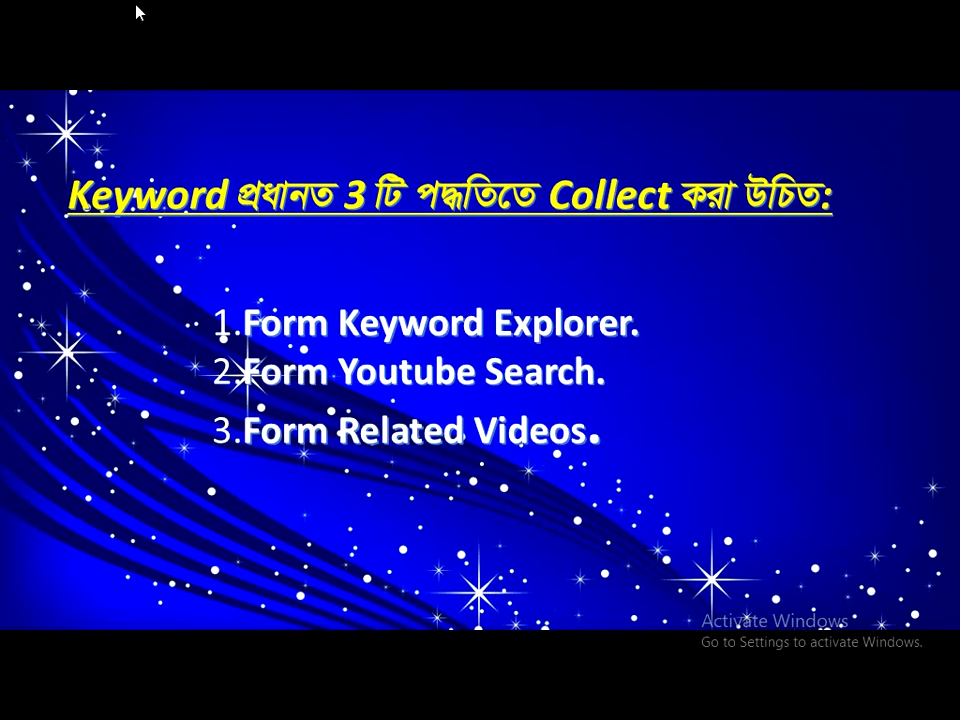 Keyword প্রধানত 3 টি পদ্ধতিতে Collect করা উচিত:
1.Form Keyword Explorer.
2.Form Youtube Search.
3.Form Related Videos.
Activate Windows
Go to Settings to activate Windows.